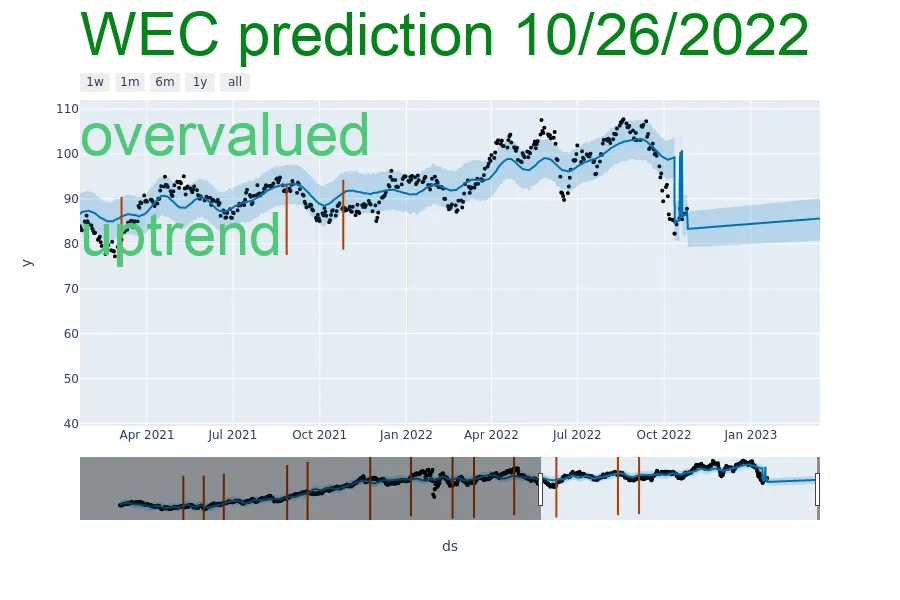 WEC prediction 10/26/2022
1w 1m 6m 1y all
overvalued
uptrend
110
100
90
80
70
60
50
40
y
Apr 2021 Jul 2021 Oct 2021 Jan 2022 Apr 2022 Jul 2022 Oct 2022 Jan 2023
ds